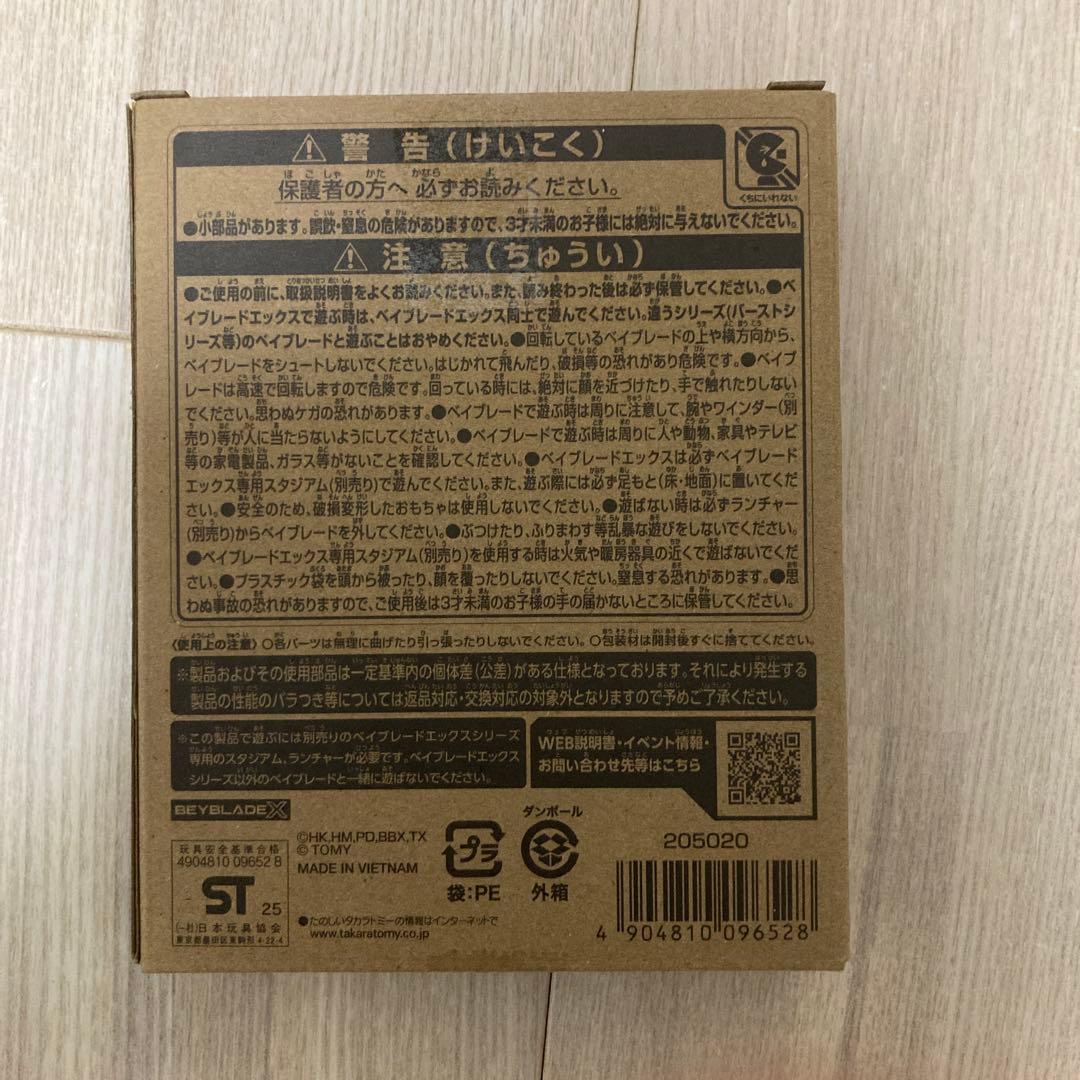 警告(けいこく)
保護者の方へ 必ずお読みください。
くちにいれない
●小部品があります。誤飲・窒息の危険がありますので、3才未満のお子様には絶対に与えないでください。
注意(ちゅうい)
●ご使用の前に、取扱説明書をよくお読みください。また、読み終わった後は必ず保管してください。●ベ
イブレードエックスで遊ぶ時は、ベイブレードエックス同士で遊んでください。違うシリーズ(バーストシ
リーズ等)のベイブレードと遊ぶことはおやめください。●回転しているベイブレードの上や横方向から、
ベイブレードをシュートしないでください。はじかれて飛んだり、破損等の恐れがあり危険です。●ベイブ
レードは高速で回転しますので危険です。回っている時には、絶対に顔を近づけたり、手で触れたりしない
でください。思わぬケガの恐れがあります。●ベイブレードで遊ぶ時は周りに注意して、腕やワインダー(別
売り)等が人に当たらないようにしてください。●ベイブレードで遊ぶ時は周りに人や動物、家具やテレビ
等の家電製品、ガラス等がないことを確認してください。●ベイブレードエックスは必ずベイブレード
エックス専用スタジアム(別売り)で遊んでください。また、遊ぶ際には必ず足もと(床・地面)に置いてくだ
さい。●安全のため、破損変形したおもちゃは使用しないでください。●遊ばない時は必ずランチャー
(別売り)からベイブレードを外してください。●ぶつけたり、ふりまわす等乱暴な遊びをしないでください。
●ベイブレードエックス専用スタジアム(別売り)を使用する時は火気や暖房器具の近くで遊ばないでくだ
さい。●プラスチック袋を頭から被ったり、顔を覆ったりしないでください。窒息する恐れがあります。●思
わぬ事故の恐れがありますので、ご使用後は3才未満のお子様の手の届かないところに保管してください。
〈使用上の注意〉○各パーツは無理に曲げたり引っ張ったりしないでください。○包装材は開封後すぐに捨ててください。
※製品およびその使用部品は一定基準内の個体差(公差)がある仕様となっております。それにより発生する
製品の性能のバラつき等については返品対応・交換対応の対象外となりますので予めご了承ください。
※この製品で遊ぶには別売りのベイブレードエックスシリーズ
専用のスタジアム、ランチャーが必要です。ベイブレードエックス
シリーズ以外のベイブレードと一緒に遊ばないでください。
WEB説明書・イベント情報・
お問い合わせ先等はこちら
BEYBLADE X
玩具安全基準合格
4904810 09652 8
ST 25
(一社)日本玩具協会
東京都墨田区東駒形 4-22-4
©HK,HM,PD,BBX,TX
© TOMY
MADE IN VIETNAM
プラ
袋:PE
ダンボール
外箱
●たのしいタカラトミーの情報はインターネットで
www.takaratomy.co.jp
205020
4 904810 096528